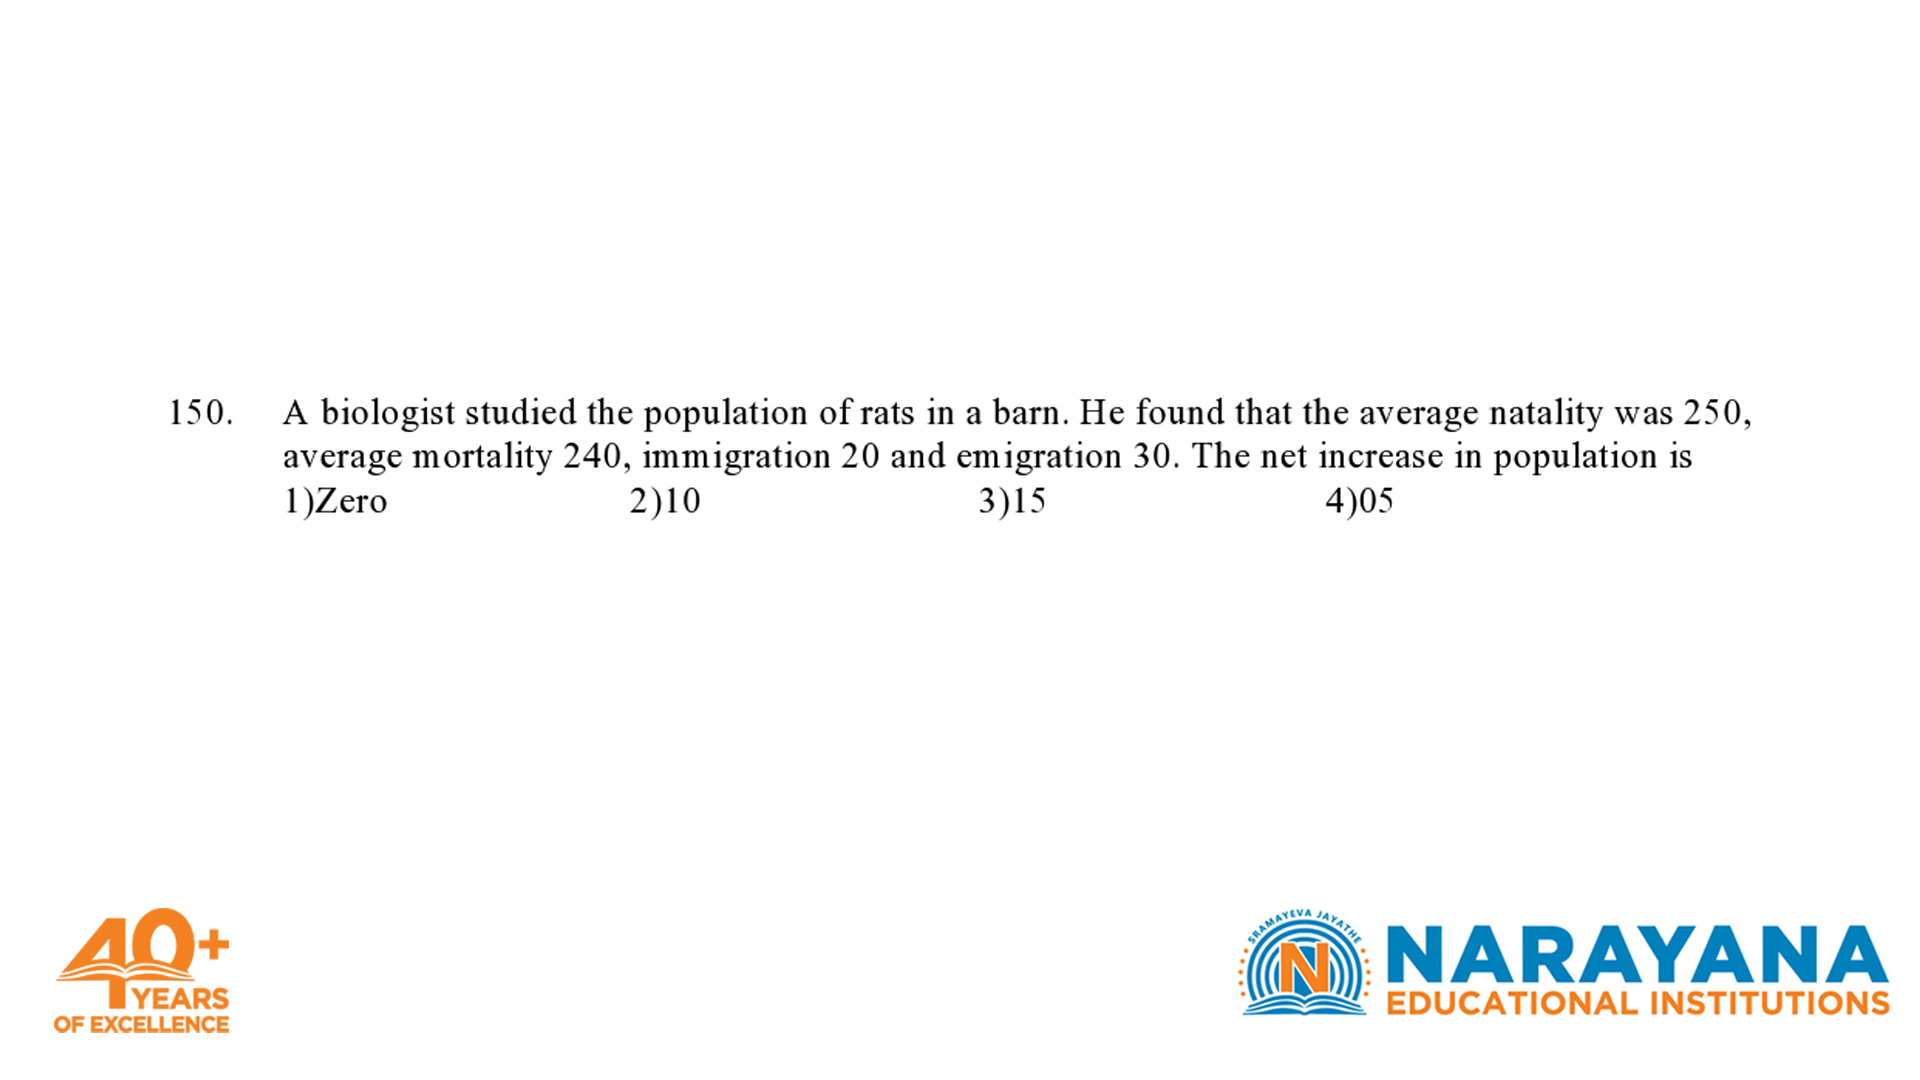 150. A biologist studied the population of rats in a barn. He found that the average natality was 250,
average mortality 240, immigration 20 and emigration 30. The net increase in population is
1)Zero 2)10 3)15 4)05
40+
YEARS
OF EXCELLENCE
SRAMAYEVA JAYATHE
N
NARAYANA
EDUCATIONAL INSTITUTIONS